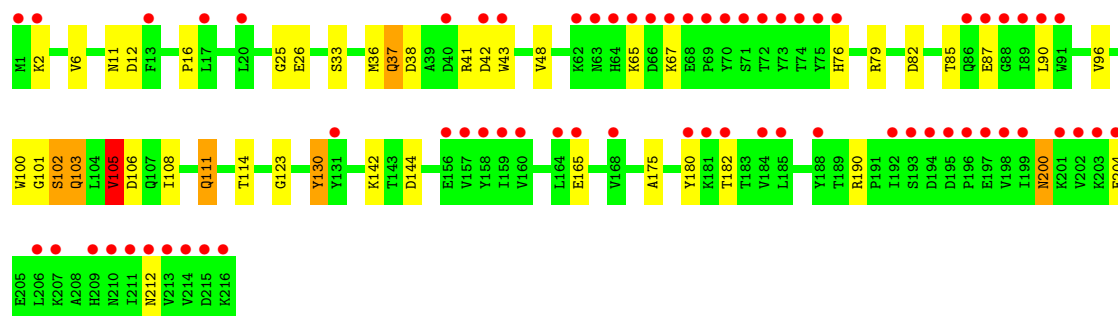 M1 K2 V6 N11 D12 F13 P16 L17 L20 G25 E26 S33 M36 Q37 D38 A39 D40 R41 D42 W43 V48 K62 N63 H64 K65 D66 K67 E68 P69 Y70 S71 T72 Y73 T74 Y75 H76 R79 D82 T85 Q86 E87 G88 I89 L90 W91 V96
W100 G101 S102 Q103 L104 V105 D106 Q107 I108 Q111 T114 G123 Y130 Y131 K142 T143 D144 E156 V157 Y158 I159 V160 L164 E165 V168 A175 Y180 K181 T182 T183 V184 L185 Y188 T189 R190 P191 I192 S193 D194 D195 P196 E197 V198 I199 N200 K201 V202 K203 E204
E205 L206 K207 A208 H209 N210 I211 N212 V213 V214 D215 K216